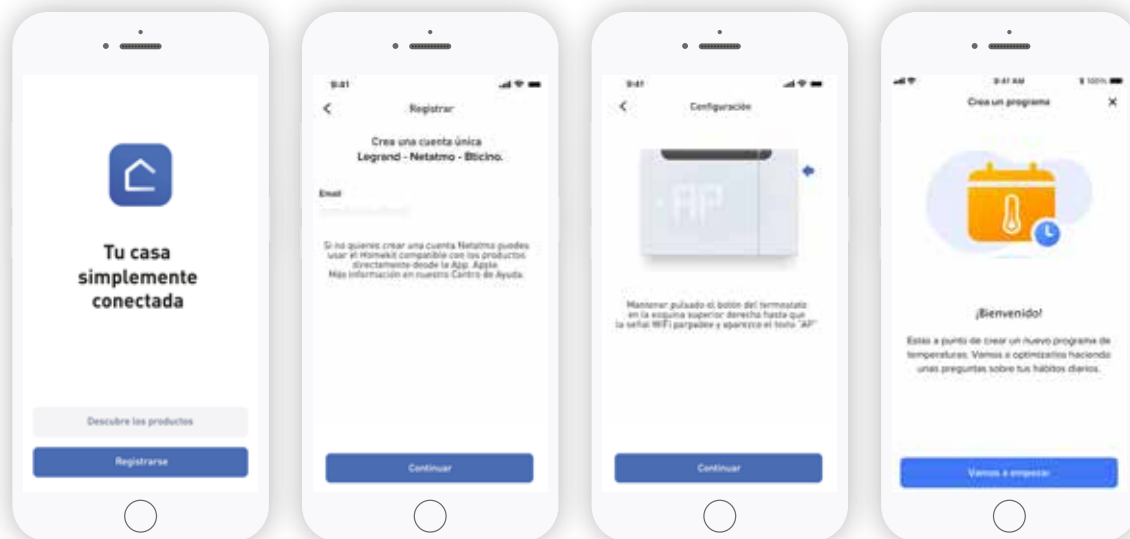 Tu casa
simplemente
conectada
Descubre los productos
Registrarse
9:41
Registrar
Crea una cuenta única
Legrand - Netatmo - Bticino.
Email
Si no quieres crear una cuenta Netatmo puedes
usar el Homekit compatible con los productos
directamente desde la App. Apple.
Más información en nuestro Centro de Ayuda.
Continuar
9:41
Configuración
AP
Mantener pulsado el botón del termostato
en la esquina superior derecha hasta que
la señal WiFi parpadee y aparezca el texto "AP"
Continuar
9:41 AM
100%
Crea un programa
¡Bienvenido!
Estás a punto de crear un nuevo programa de
temperaturas. Vamos a optimizarlos haciendo
unas preguntas sobre tus hábitos diarios.
Vamos a empezar